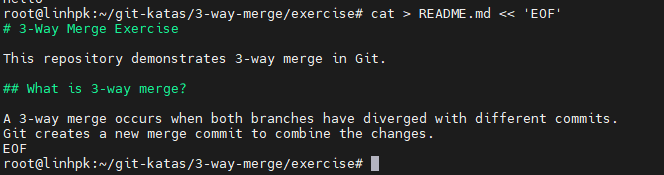 root@linhpk:~/git-katas/3-way-merge/exercise# cat > README.md << 'EOF'
# 3-Way Merge Exercise
This repository demonstrates 3-way merge in Git.
## What is 3-way merge?
A 3-way merge occurs when both branches have diverged with different commits.
Git creates a new merge commit to combine the changes.
EOF
root@linhpk:~/git-katas/3-way-merge/exercise#